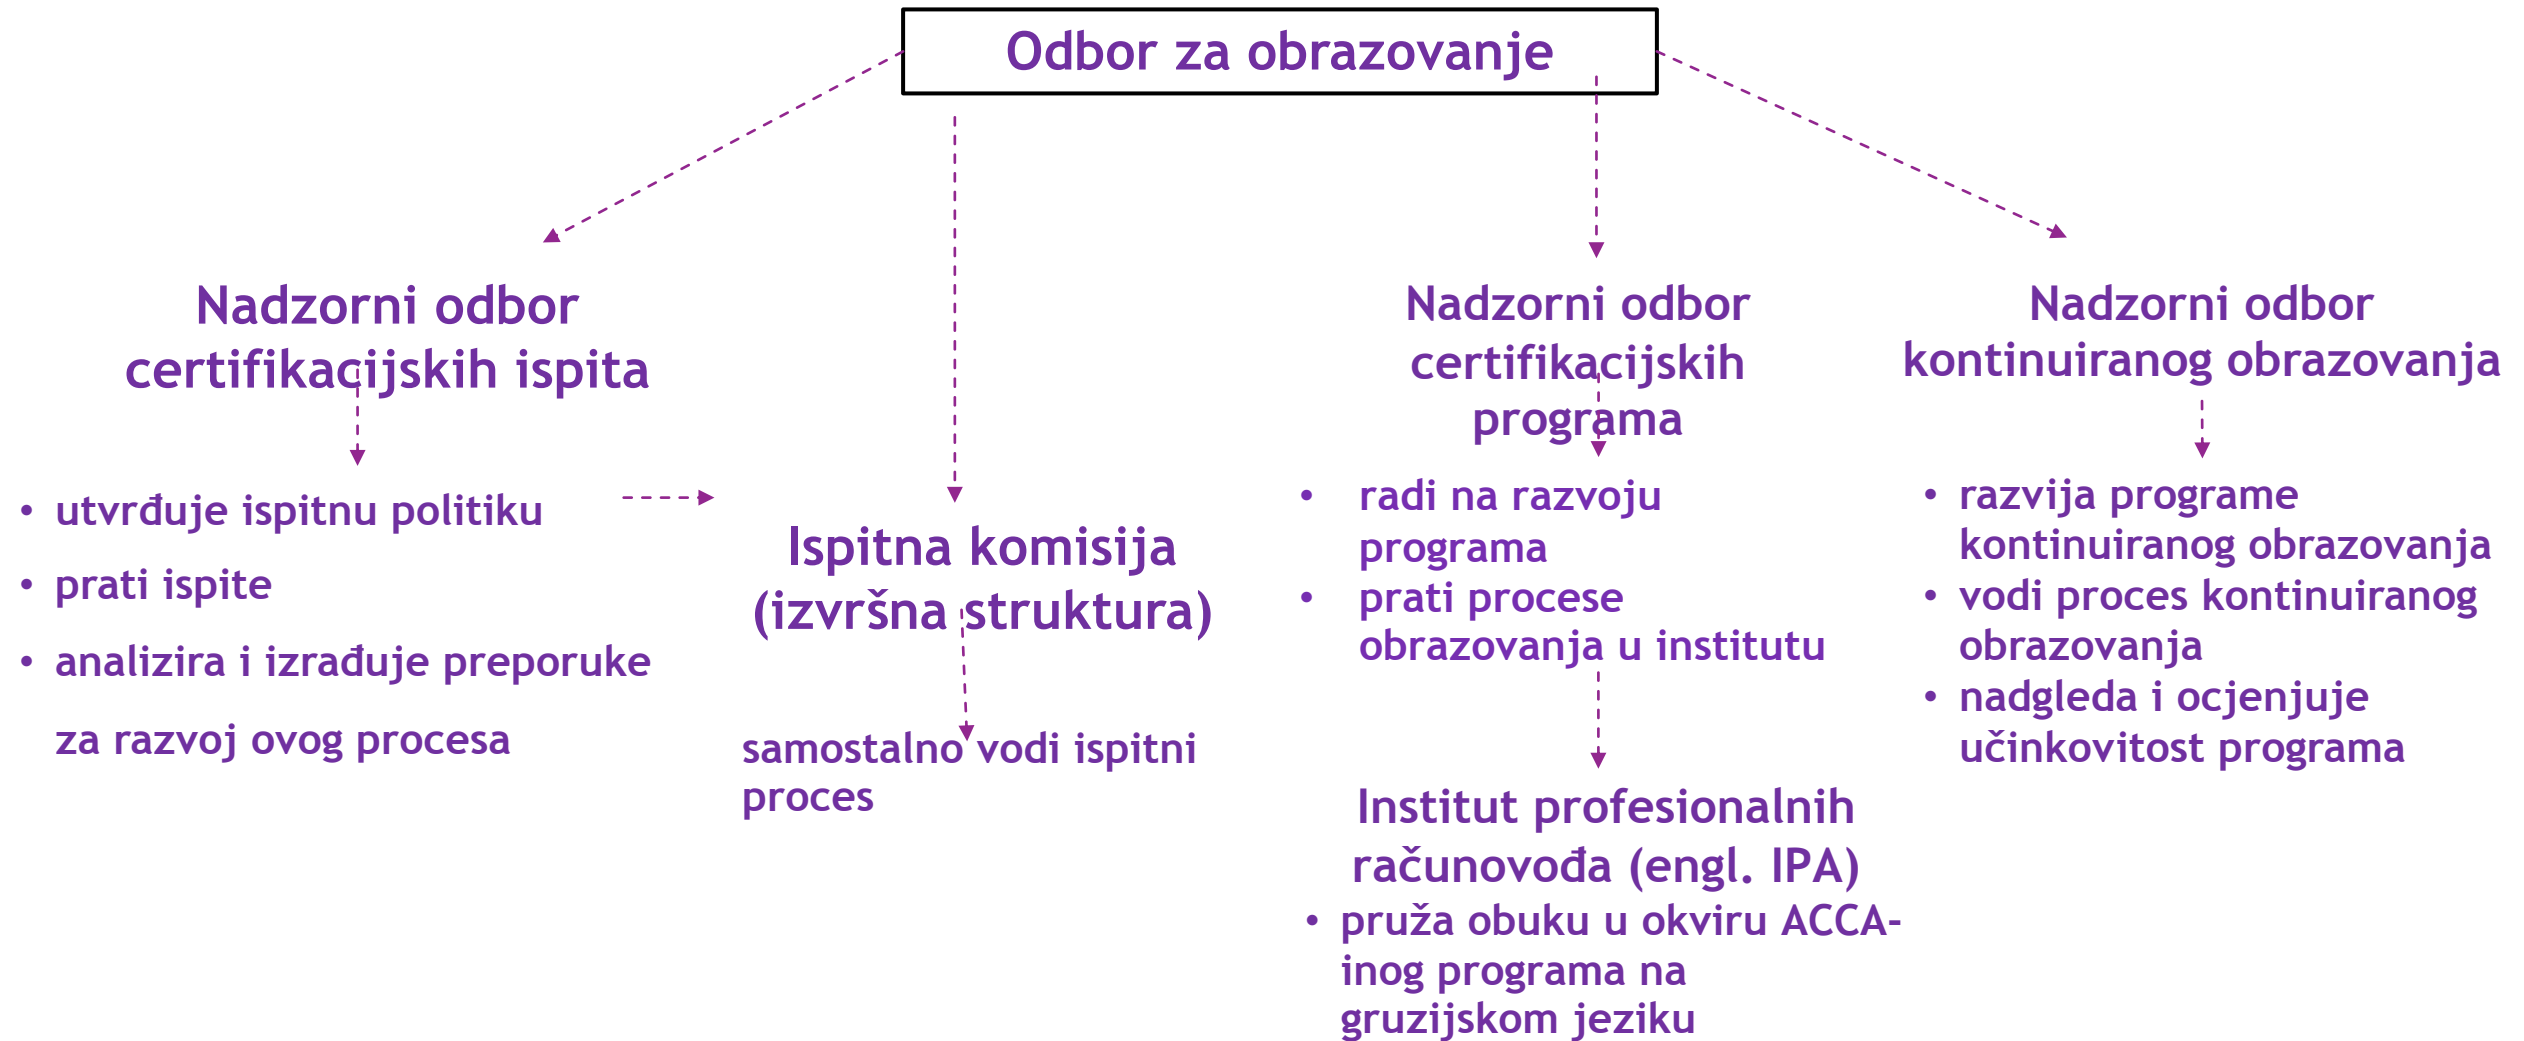 Odbor za obrazovanje
Nadzorni odbor
certifikacijskih ispita
• utvrđuje ispitnu politiku
• prati ispite
• analizira i izrađuje preporuke
za razvoj ovog procesa
Ispitna komisija
(izvršna struktura)
samostalno vodi ispitni
proces
Nadzorni odbor
certifikacijskih
programa
• radi na razvoju
programa
• prati procese
obrazovanja u institutu
Institut profesionalnih
računovođa (engl. IPA)
• pruža obuku u okviru ACCA-
inog programa na
gruzijskom jeziku
Nadzorni odbor
kontinuiranog obrazovanja
• razvija programe
kontinuiranog obrazovanja
• vodi proces kontinuiranog
obrazovanja
• nadgleda i ocjenjuje
učinkovitost programa